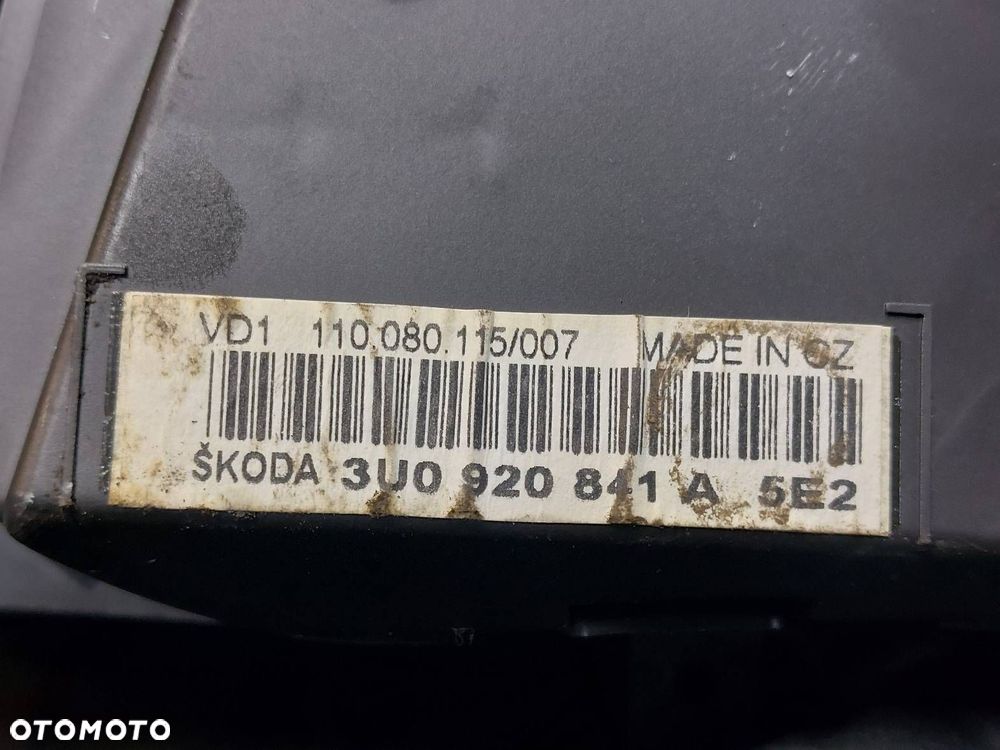 VD1 110.080.115/007 MADE IN CZ
ŠKODA 3U0 920 841 A 5E2
OTOMOTO